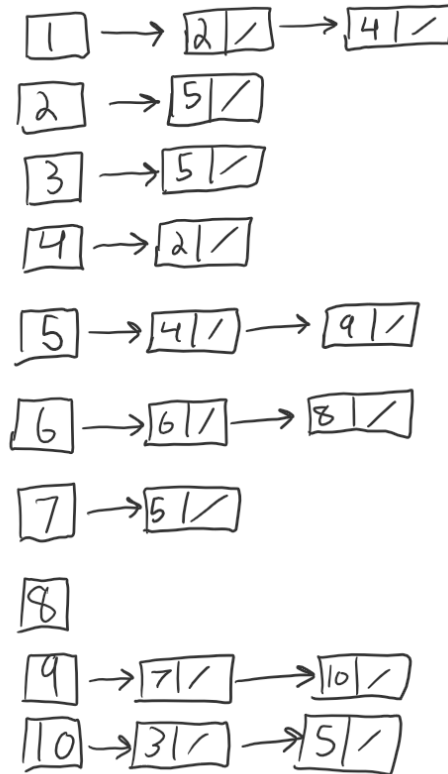 1 → 2 / → 4 /
2 → 5 /
3 → 5 /
4 → 2 /
5 → 4 / → 9 /
6 → 6 / → 8 /
7 → 5 /
8
9 → 7 / → 10 /
10 → 3 / → 5 /